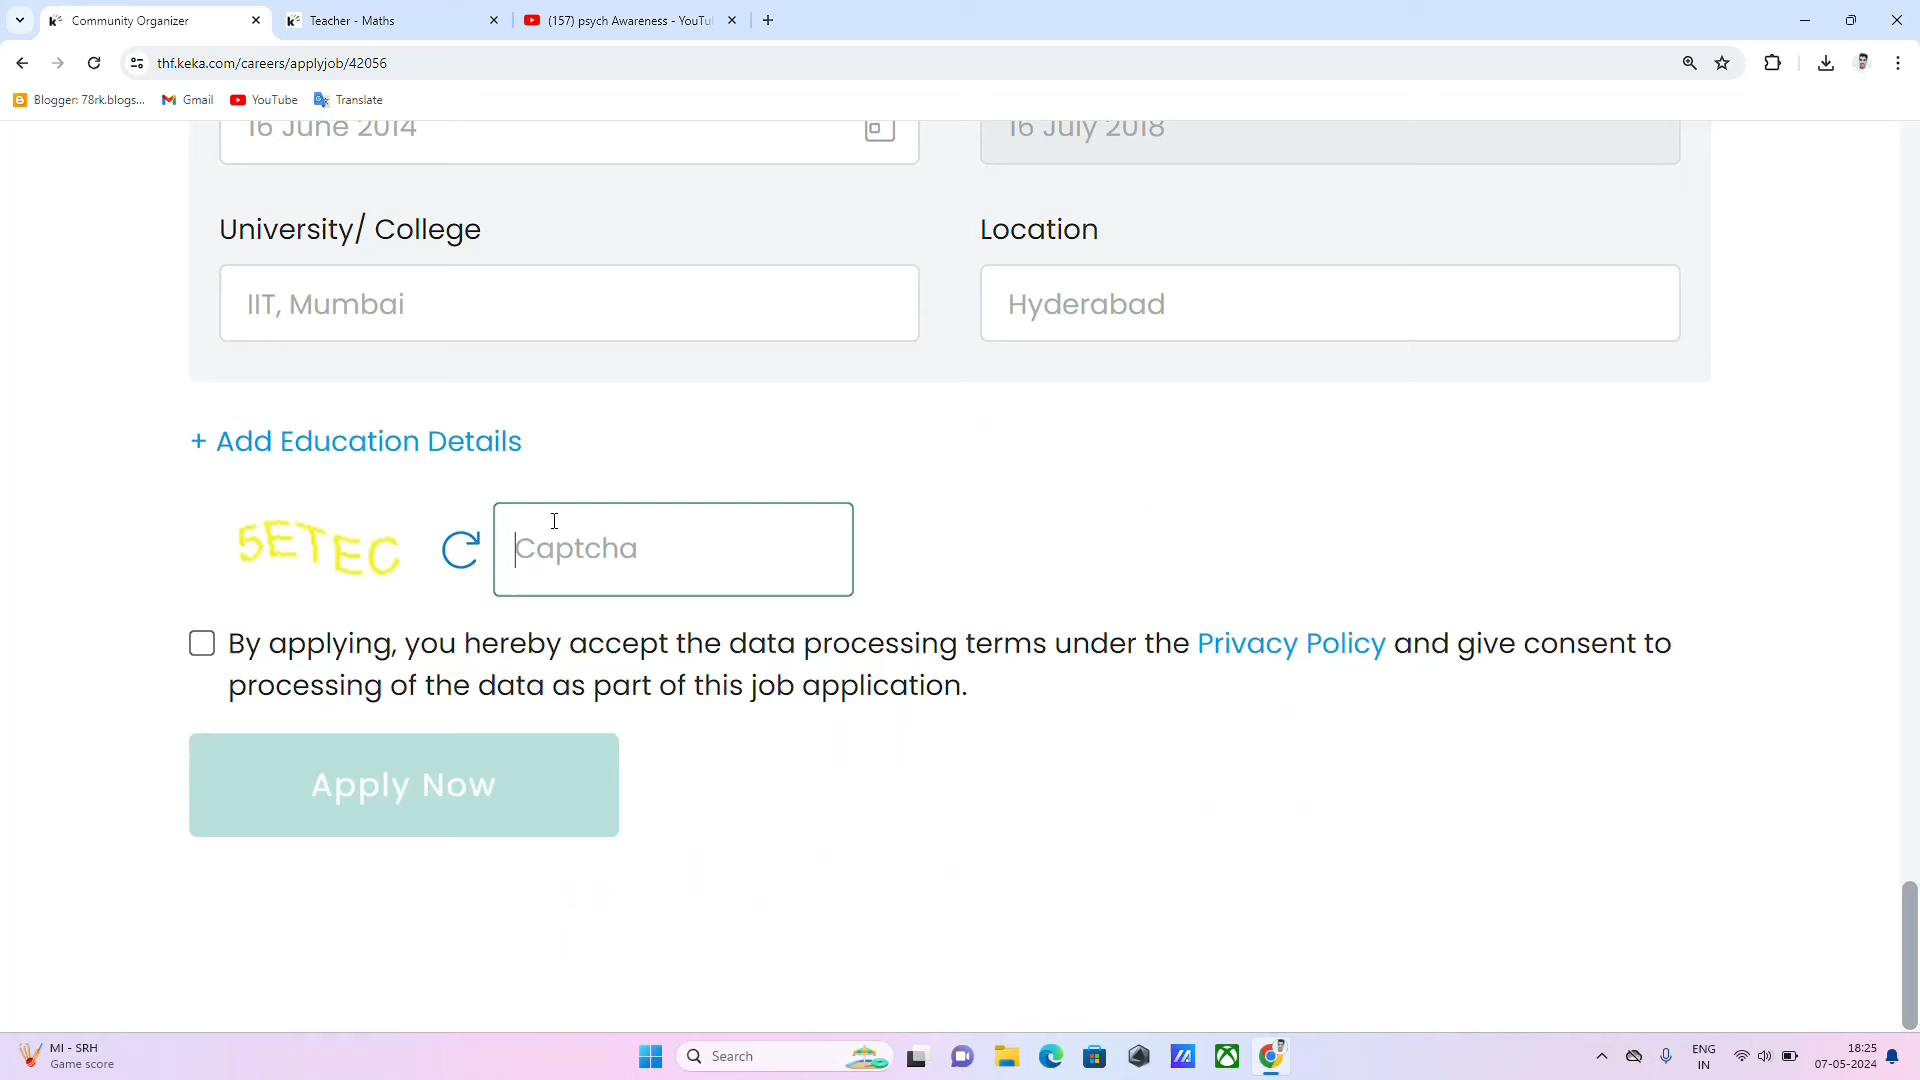 Community Organizer
Teacher - Maths
(157) psych Awareness - YouTu
thf.keka.com/careers/applyjob/42056
Blogger: 78rk.blogs...
Gmail
YouTube
Translate
16 June 2014
16 July 2018
University/ College
Location
IIT, Mumbai
Hyderabad
+ Add Education Details
5ETEC
Captcha
By applying, you hereby accept the data processing terms under the Privacy Policy and give consent to
processing of the data as part of this job application.
Apply Now
MI - SRH
Game score
Search
ENG
IN
18:25
07-05-2024